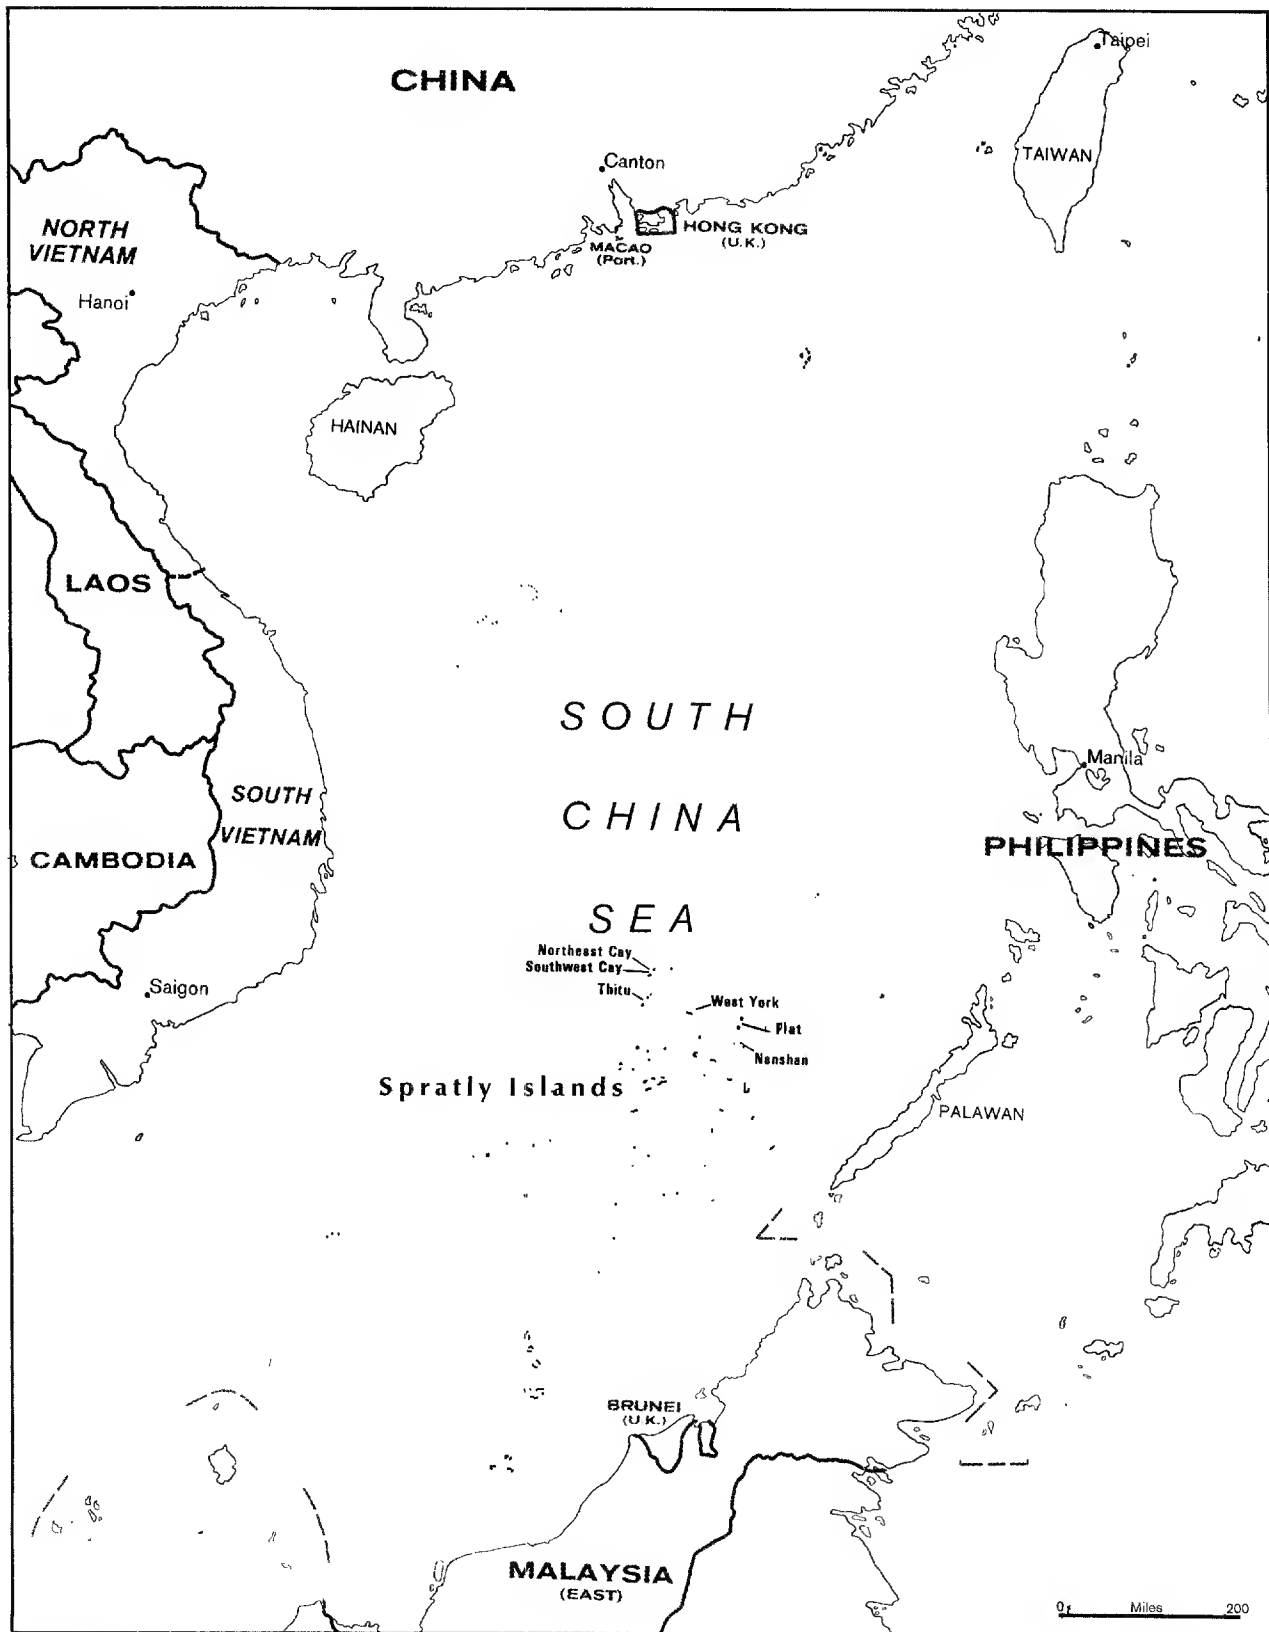 Taipei
CHINA
TAIWAN
Canton
NORTH
VIETNAM
HONG KONG
(U.K.)
MACAO
(Port.)
Hanoi
HAINAN
LAOS
SOUTH
CHINA
SEA
Manila
SOUTH
VIETNAM
PHILIPPINES
CAMBODIA
Northeast Cay
Southwest Cay
Thitu
West York
Flat
Nanshan
Saigon
Spratly Islands
PALAWAN
BRUNEI
(U.K.)
MALAYSIA
(EAST)
0 Miles 200